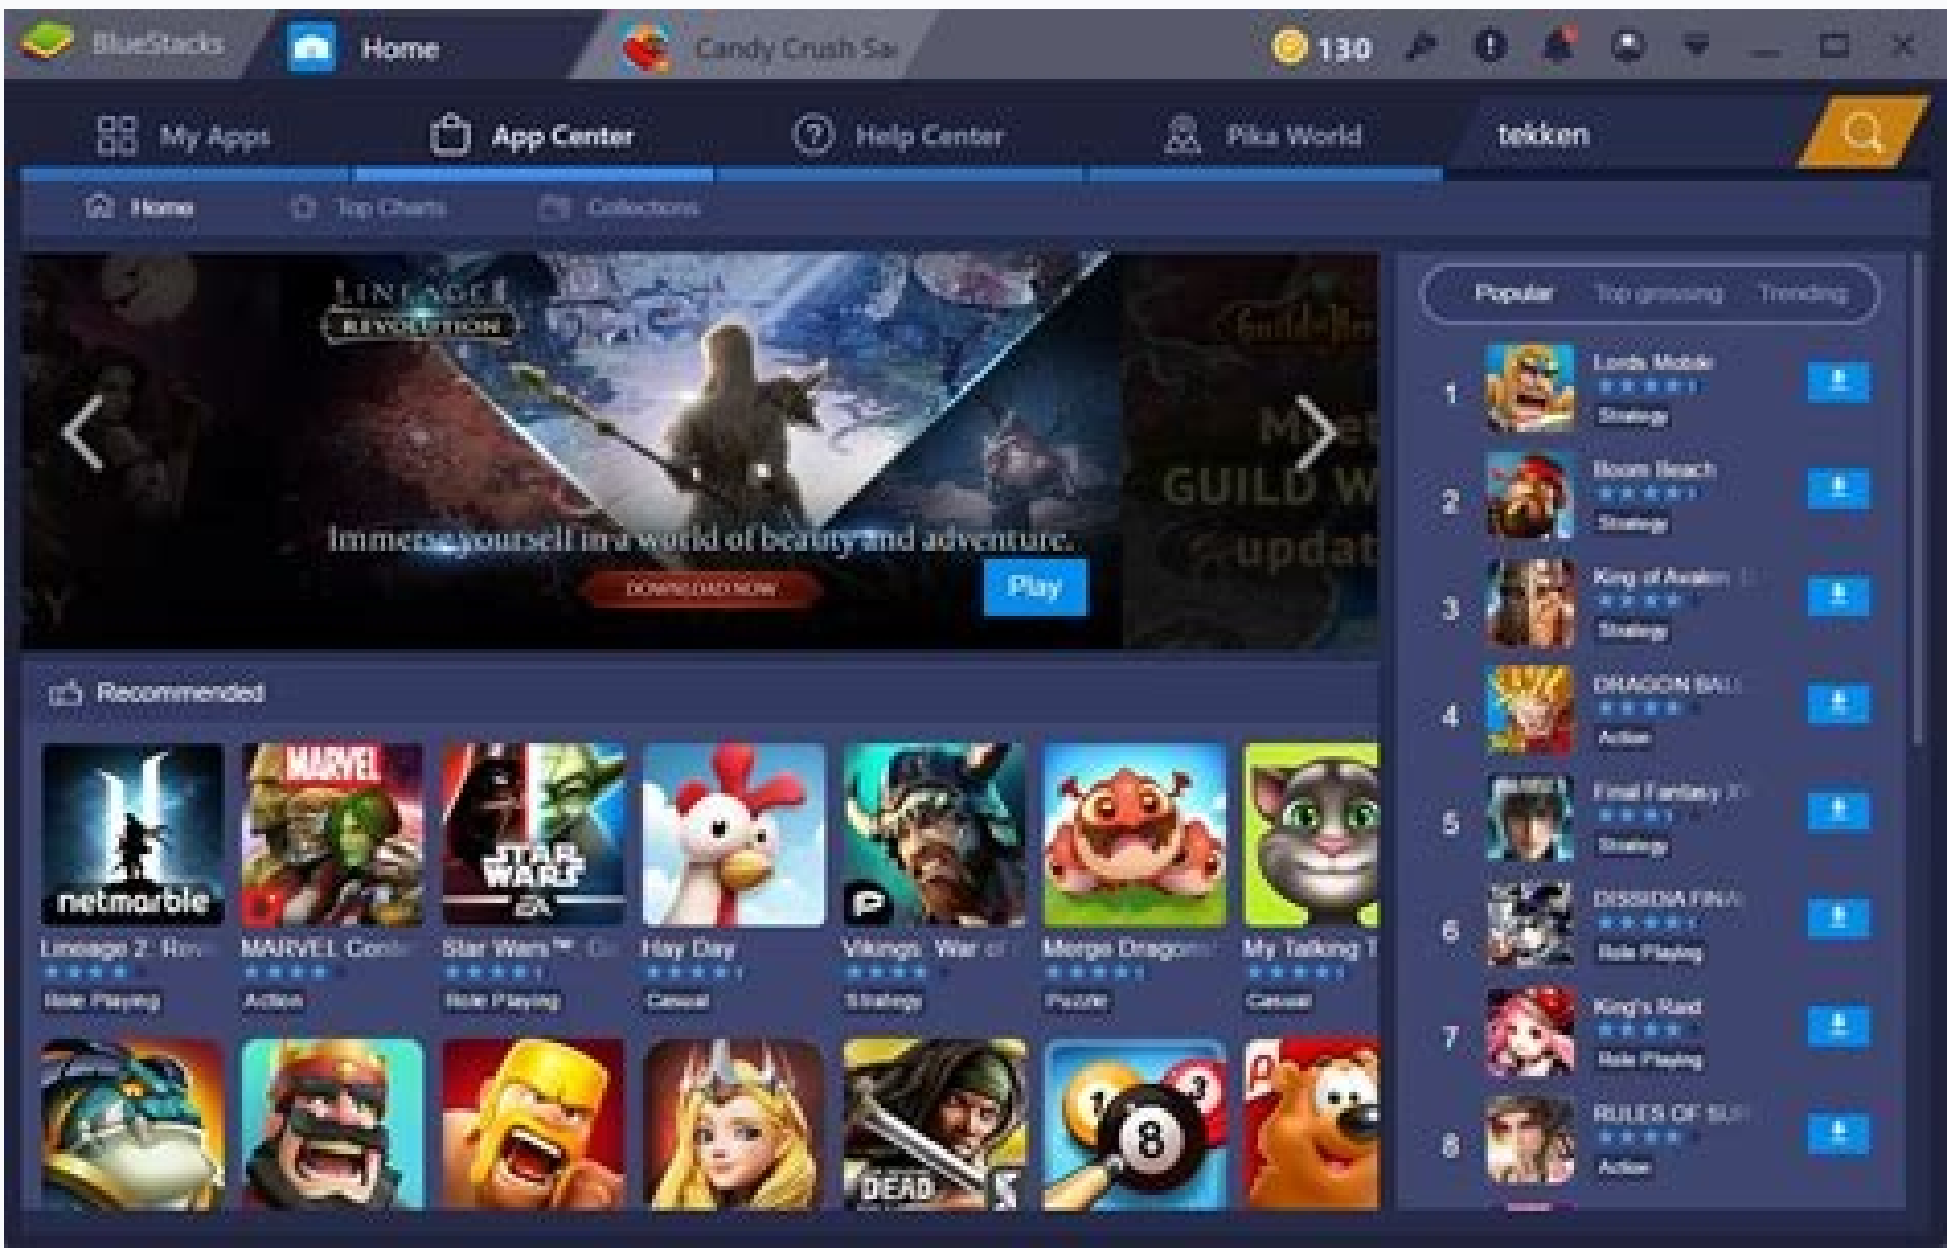 BlueStacks
Home
Candy Crush Sa
130
My Apps
App Center
Help Center
Pika World
tekken
Home
Top Charts
Collections
LINEAGE II
REVOLUTION
Immerse yourself in a world of beauty and adventure.
DOWNLOAD NOW
Play
Meet
GUILD W
updat
Popular
Top grossing
Trending
1
Lords Mobile
Strategy
2
Boom Beach
Strategy
3
King of Avalon
Strategy
4
DRAGON BALL
Action
5
Final Fantasy X
Strategy
6
DISSIDIA FINA
Role Playing
7
King's Raid
Role Playing
8
RULES OF SUR
Action
Recommended
netmarble
MARVEL
STAR
WARS
EA
Lineage 2: Rev
Role Playing
MARVEL Cont
Action
Star Wars™: Ga
Role Playing
Hay Day
Casual
Vikings: War of
Strategy
Merge Dragons!
Puzzle
My Talking T
Casual
DEAD
1
3
8